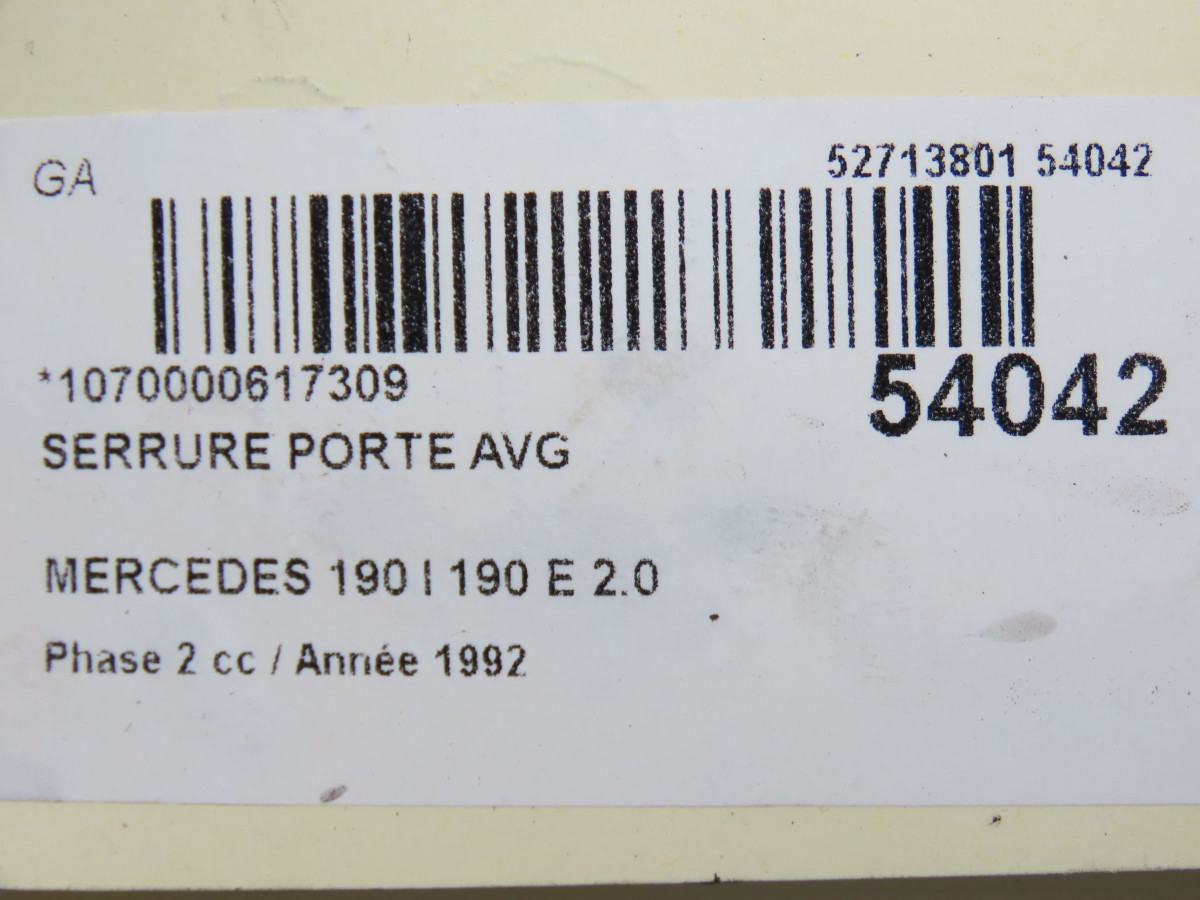 GA
52713801 54042
*1070000617309
54042
SERRURE PORTE AVG
MERCEDES 190 I 190 E 2.0
Phase 2 cc / Année 1992